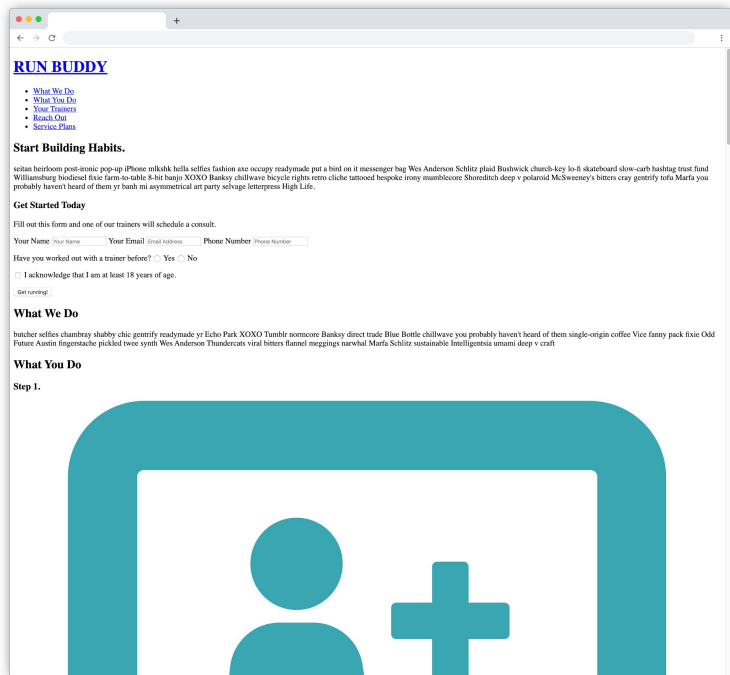 RUN BUDDY
What We Do
What You Do
Your Trainers
Reach Out
Service Plans
Start Building Habits.
seitan heirloom post-ironic pop-up iPhone mlkshk hella selfies fashion axe occupy readymade put a bird on it messenger bag Wes Anderson Schlitz plaid Bushwick church-key lo-fi skateboard slow-carb hashtag trust fund
Williamsburg biodiesel fixie farm-to-table 8-bit banjo XOXO Banksy chillwave bicycle rights retro cliche tattooed bespoke irony mumblecore Shoreditch deep v polaroid McSweeney's bitters cray gentrify tofu Marfa you
probably haven't heard of them yr banh mi asymmetrical art party selvage letterpress High Life.
Get Started Today
Fill out this form and one of our trainers will schedule a consult.
Your Name Your Name Your Email Email Address Phone Number Phone Number
Have you worked out with a trainer before? Yes No
I acknowledge that I am at least 18 years of age.
Get running!
What We Do
butcher selfies chambray shabby chic gentrify readymade yr Echo Park XOXO Tumblr normcore Banksy direct trade Blue Bottle chillwave you probably haven't heard of them single-origin coffee Vice fanny pack fixie Odd
Future Austin fingerstache pickled twee synth Wes Anderson Thundercats viral bitters flannel meggings narwhal Marfa Schlitz sustainable Intelligentsia umami deep v craft
What You Do
Step 1.